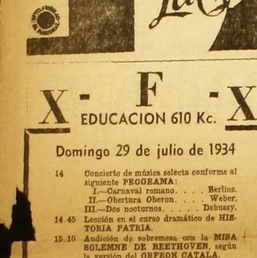 X - F - X
EDUCACION 610 Kc.
Domingo 29 de julio de 1934
14 Concierto de música selecta conforme al
siguiente PROGRAMA:
I.—Carnaval romano. . . . Berlioz.
II.—Obertura Oberon. . . . Weber.
III.—Dos nocturnos. . . . Debussy.
14.45 Lección en el curso dramático de HIS-
TORIA PATRIA.
15.10 Audición de sobremesa con la MISA
SOLEMNE DE BEETHOVEN, según
la versión del ORFEON CATALA.